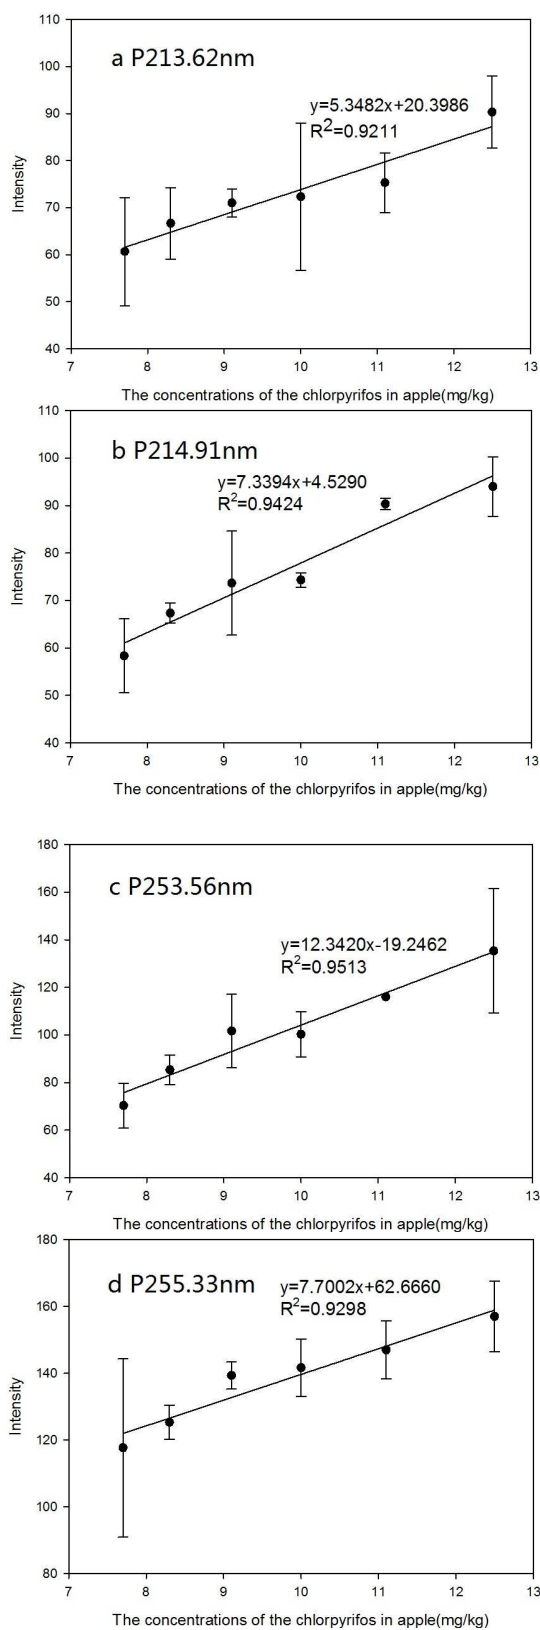 110
a P213.62nm
100
y=5.3482x+20.3986
90
R2=0.9211
80
Intensity
70
60
50
40
7 8 9 10 11 12 13
The concentrations of the chlorpyrifos in apple(mg/kg)
110
b P214.91nm
100
y=7.3394x+4.5290
90
R2=0.9424
80
Intensity
70
60
50
40
7 8 9 10 11 12 13
The concentrations of the chlorpyrifos in apple(mg/kg)
180
c P253.56nm
160
140
y=12.3420x-19.2462
R2=0.9513
120
Intensity
100
80
60
40
7 8 9 10 11 12 13
The concentrations of the chlorpyrifos in apple(mg/kg)
180
d P255.33nm
y=7.7002x+62.6660
160
R2=0.9298
140
Intensity
120
100
80
7 8 9 10 11 12 13
The concentrations of the chlorpyrifos in apple(mg/kg)